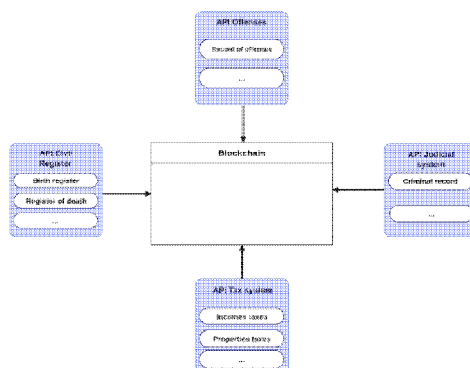 API Offenses
Record of offenses
...
API: Civil
Register
Birth register
Register of death
...
Blockchain
API: Judicial
system
Criminal record
...
API: Tax system
Incomes taxes
Properties taxes
...